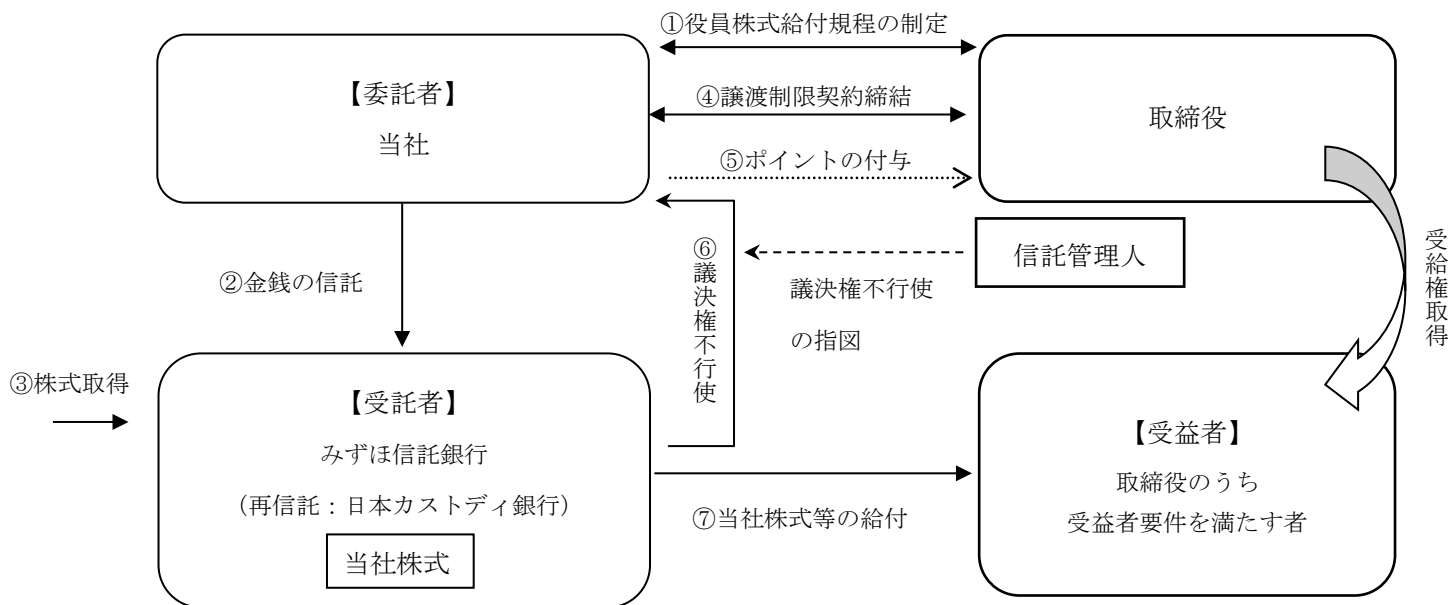 ①役員株式給付規程の制定
【委託者】
当社
④譲渡制限契約締結
取締役
⑤ポイントの付与
②金銭の信託
⑥議決権不行使
議決権不行使
の指図
信託管理人
受給権取得
③株式取得
【受託者】
みずほ信託銀行
(再信託：日本カストディ銀行)
当社株式
⑦当社株式等の給付
【受益者】
取締役のうち
受益者要件を満たす者